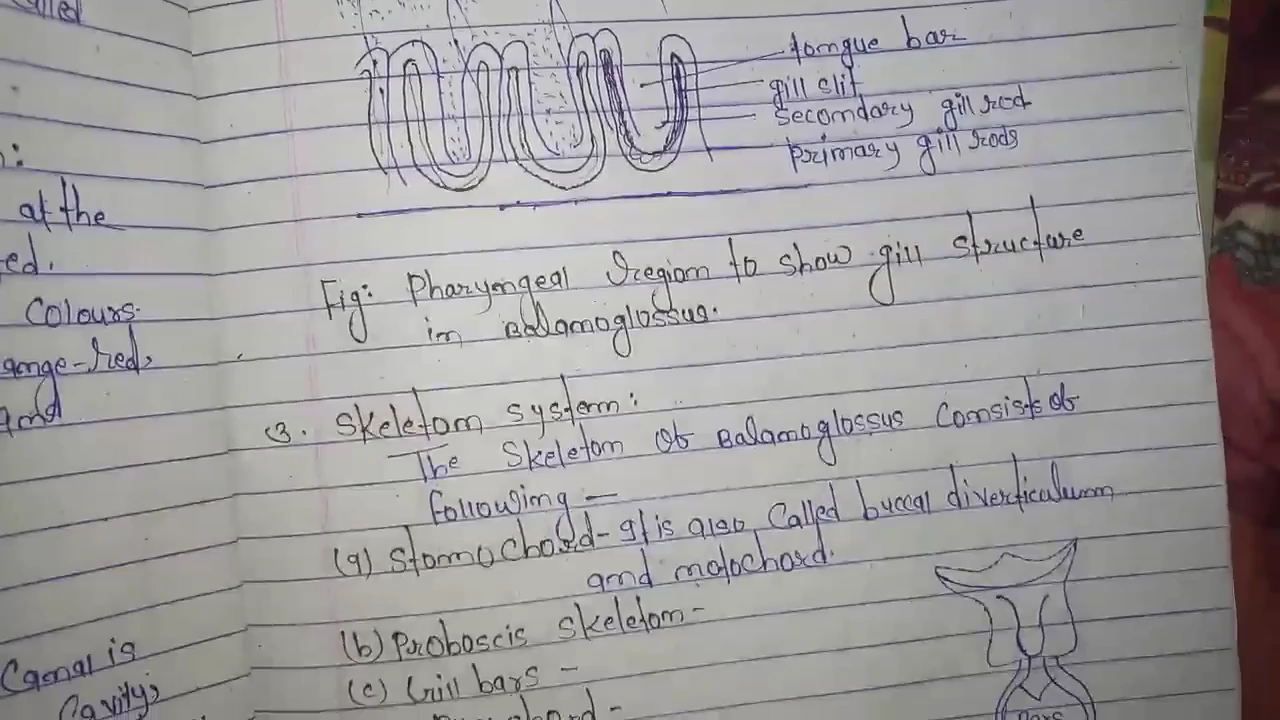 tongue bar
gill slit
secondary gill rod
primary gill rods
Fig: Pharyngeal region to show gill structure
in Balanoglossus.
3. Skeleton system:
The Skeleton of Balanoglossus Consists of
following —
(a) Stomochord - It is also Called buccal diverticulum
and notochord.
(b) Proboscis skeleton -
(c) Gill bars -
at the
ed.
Colours.
ange-red,
and
Canal is
Cavity,